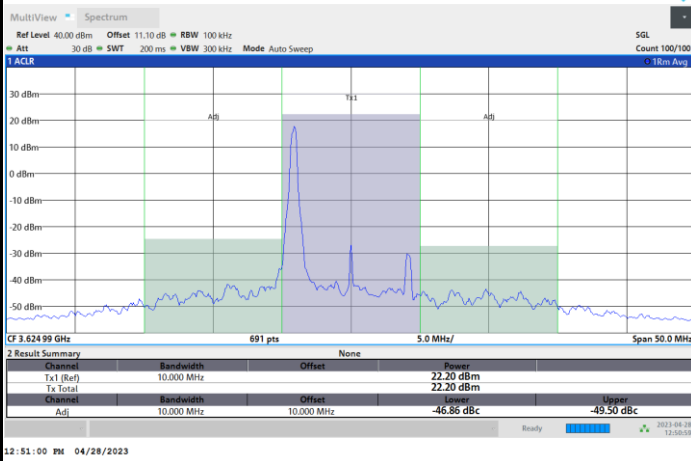 MultiView Spectrum
Ref Level 40.00 dBm Offset 11.10 dB RBW 100 kHz SGL
Att 30 dB SWT 200 ms VBW 300 kHz Mode Auto Sweep Count 100/100
1 ACLR 1Rm Avg
30 dBm
Tx1
20 dBm
Adj Adj
10 dBm
0 dBm
-10 dBm
-20 dBm
-30 dBm
-40 dBm
-50 dBm
CF 3.624 99 GHz 691 pts 5.0 MHz/ Span 50.0 MHz
2 Result Summary None
Channel Bandwidth Offset Power
Tx1 (Ref) 10.000 MHz 22.20 dBm
Tx Total 22.20 dBm
Channel Bandwidth Offset Lower Upper
Adj 10.000 MHz 10.000 MHz -46.86 dBc -49.50 dBc
Ready 2023-04-28
12:50:59
12:51:00 PM 04/28/2023